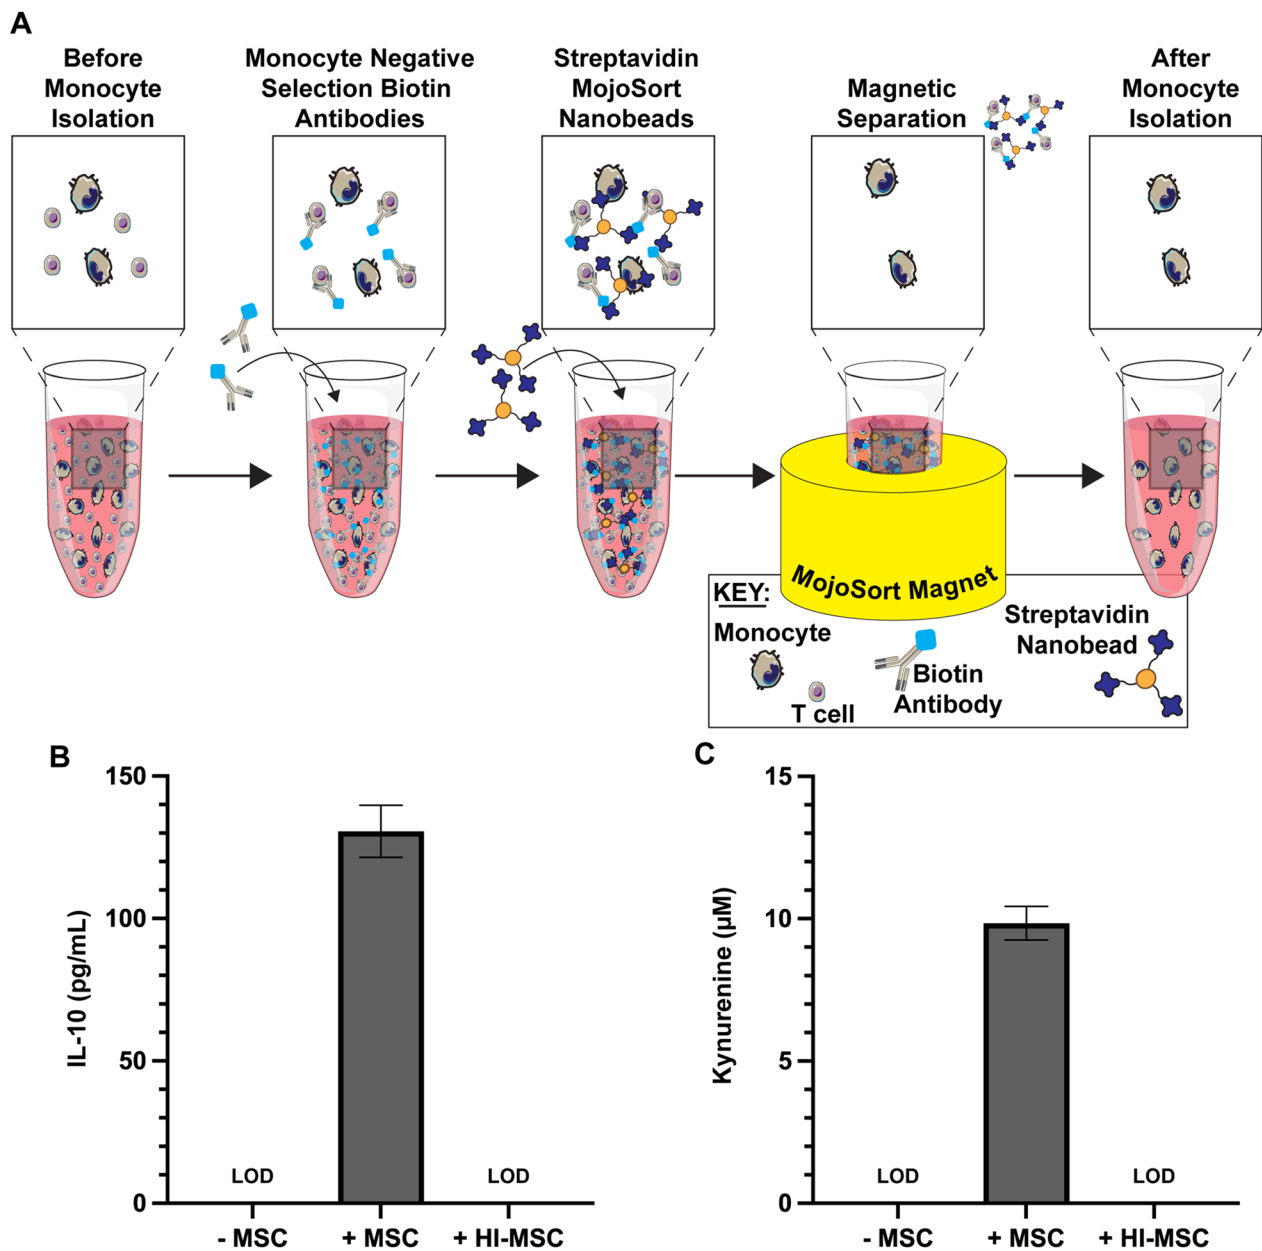 A
Before
Monocyte
Isolation
Monocyte Negative
Selection Biotin
Antibodies
Streptavidin
MojoSort
Nanobeads
Magnetic
Separation
After
Monocyte
Isolation
MojoSort Magnet
KEY:
Monocyte
T cell
Biotin
Antibody
Streptavidin
Nanobead
B
150
100
50
0
IL-10 (pg/mL)
LOD
LOD
- MSC
+ MSC
+ HI-MSC
C
15
10
5
0
Kynurenine (µM)
LOD
LOD
- MSC
+ MSC
+ HI-MSC